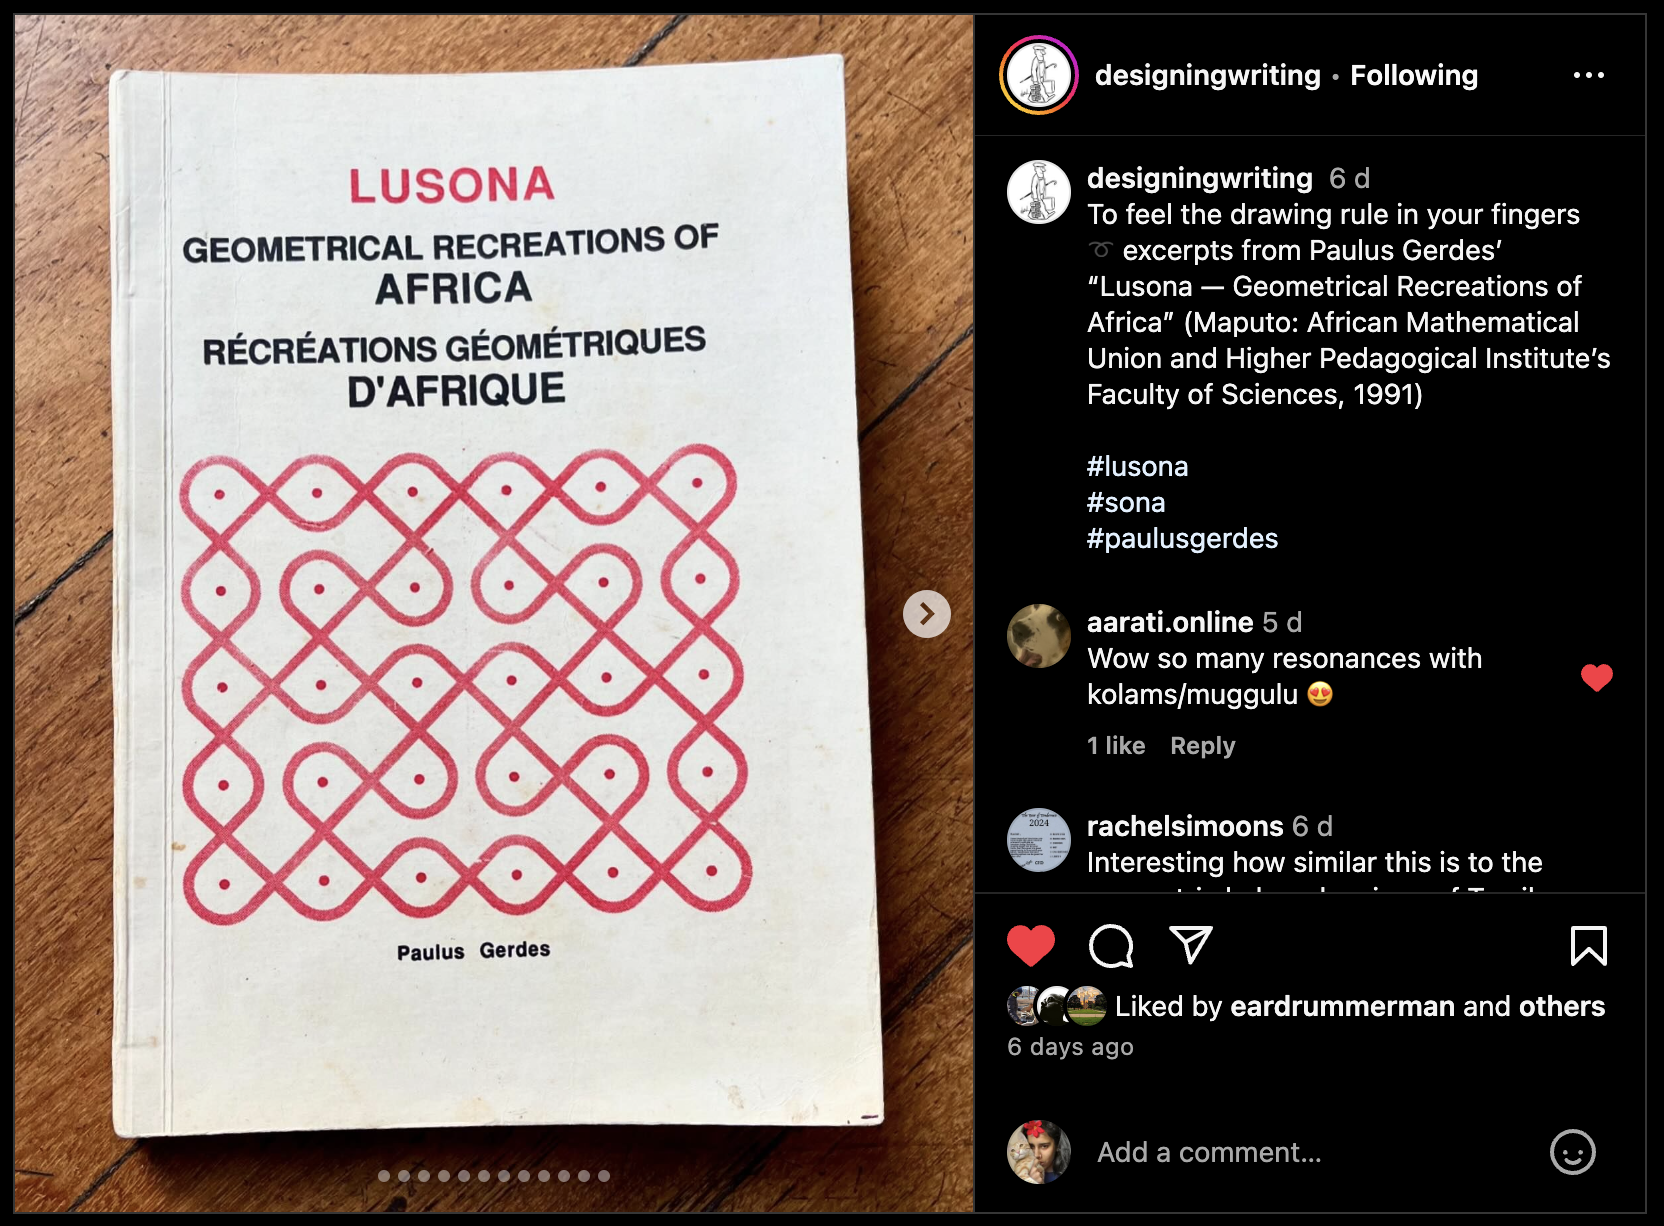 LUSONA
GEOMETRICAL RECREATIONS OF
AFRICA
RÉCRÉATIONS GÉOMÉTRIQUES
D'AFRIQUE
Paulus Gerdes
designingwriting • Following
designingwriting 6 d
To feel the drawing rule in your fingers
➰ excerpts from Paulus Gerdes’
“Lusona — Geometrical Recreations of
Africa” (Maputo: African Mathematical
Union and Higher Pedagogical Institute’s
Faculty of Sciences, 1991)
#lusona
#sona
#paulusgerdes
aarati.online 5 d
Wow so many resonances with
kolams/muggulu 😍
1 like Reply
rachelsimoons 6 d
Interesting how similar this is to the
2024
Liked by eardrummerman and others
6 days ago
Add a comment...